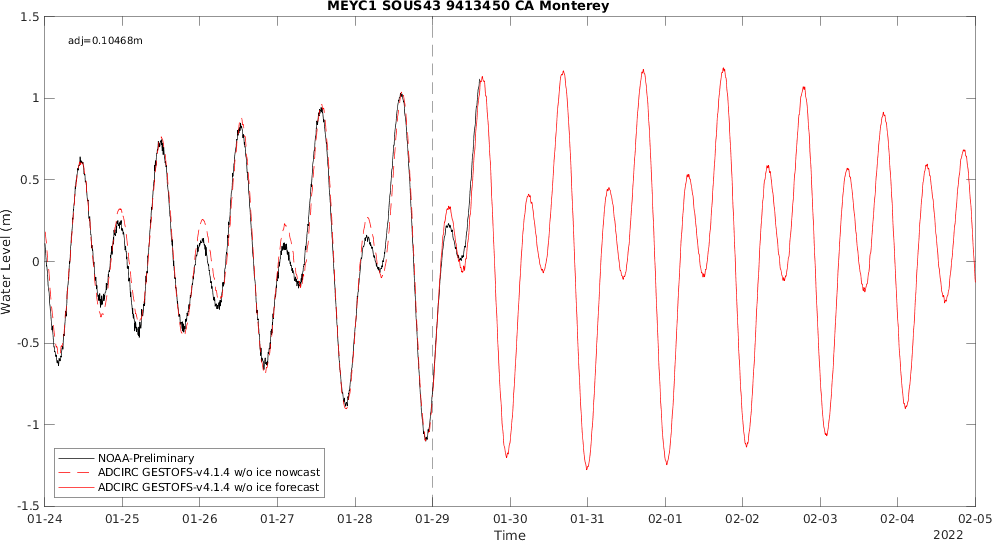 MEYC1 SOUS43 9413450 CA Monterey
adj=0.10468m
Water Level (m)
1.5
1
0.5
0
-0.5
-1
-1.5
NOAA-Preliminary
ADCIRC GESTOFS-v4.1.4 w/o ice nowcast
ADCIRC GESTOFS-v4.1.4 w/o ice forecast
01-24 01-25 01-26 01-27 01-28 01-29 01-30 01-31 02-01 02-02 02-03 02-04 02-05
Time
2022